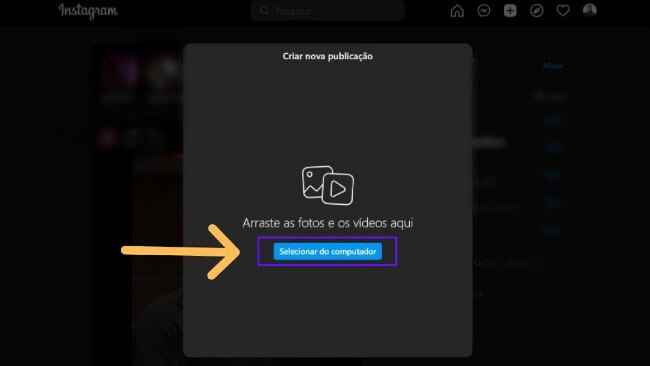 Instagram
Pesquisar
Criar nova publicação
Mudar
Arraste as fotos e os vídeos aqui
Selecionar do computador